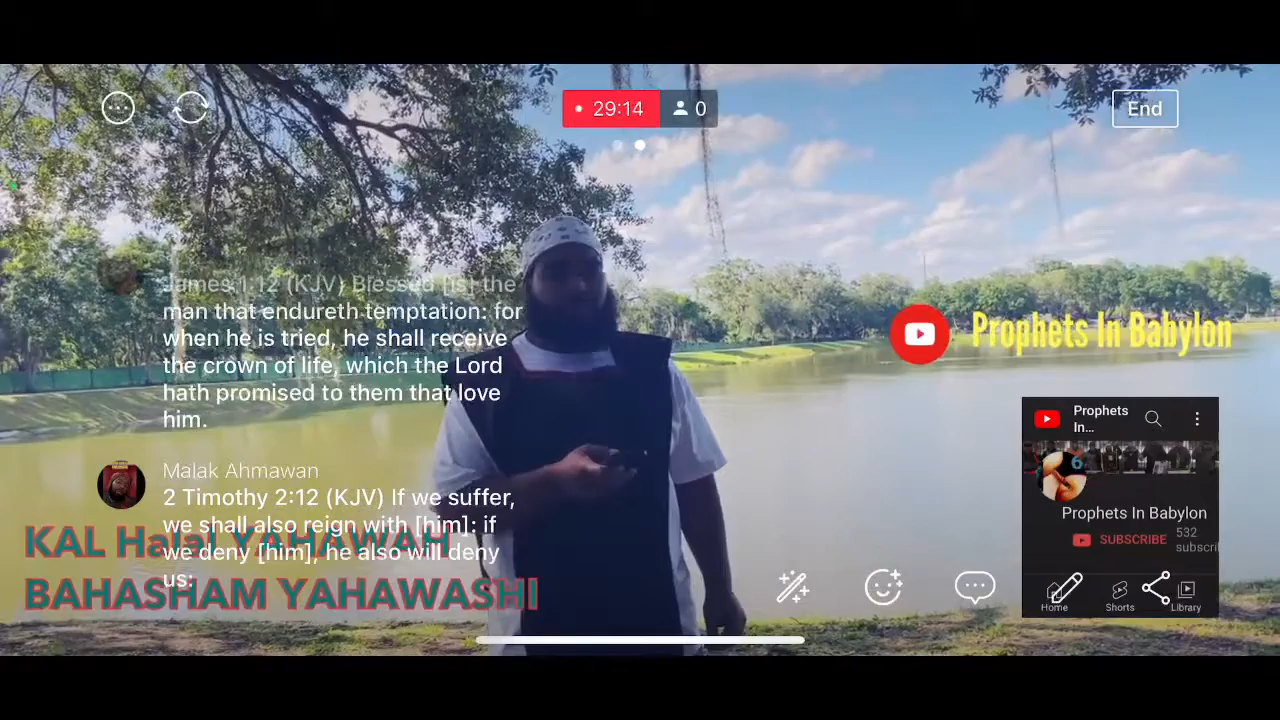 29:14
0
End
James 1:12 (KJV) Blessed [is] the
man that endureth temptation: for
when he is tried, he shall receive
the crown of life, which the Lord
hath promised to them that love
him.
Malak Ahmawan
2 Timothy 2:12 (KJV) If we suffer,
we shall also reign with [him]: if
we deny [him], he also will deny
us:
KAL Halal YAHAWAH
BAHASHAM YAHAWASHI
Prophets In Babylon
Prophets
In...
6
Prophets In Babylon
SUBSCRIBE
532
subscri
Home
Shorts
Library